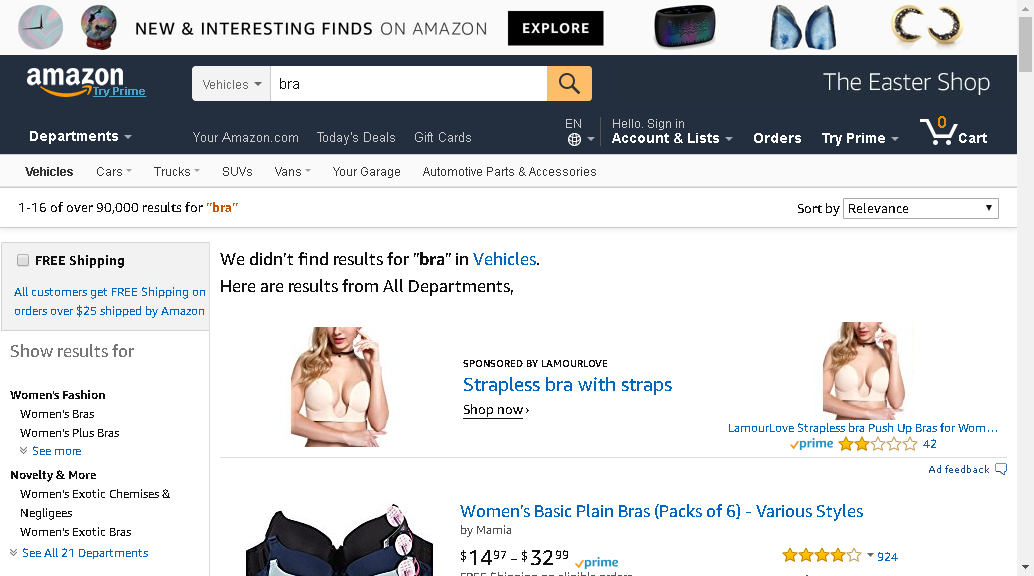 NEW & INTERESTING FINDS ON AMAZON EXPLORE
amazon
Try Prime
Vehicles bra
The Easter Shop
Departments
Your Amazon.com Today's Deals Gift Cards
EN
Hello. Sign in
Account & Lists
Orders
Try Prime
0
Cart
Vehicles Cars Trucks SUVs Vans Your Garage Automotive Parts & Accessories
1-16 of over 90,000 results for "bra"
Sort by Relevance
FREE Shipping
All customers get FREE Shipping on
orders over $25 shipped by Amazon
Show results for
Women's Fashion
Women's Bras
Women's Plus Bras
See more
Novelty & More
Women's Exotic Chemises &
Negligees
Women's Exotic Bras
See All 21 Departments
We didn't find results for "bra" in Vehicles.
Here are results from All Departments,
SPONSORED BY LAMOURLOVE
Strapless bra with straps
Shop now ›
LamourLove Strapless bra Push Up Bras for Wom...
prime 42
Ad feedback
Women's Basic Plain Bras (Packs of 6) - Various Styles
by Mamia
$14.97 - $32.99 prime
924
FREE Shipping on eligible orders